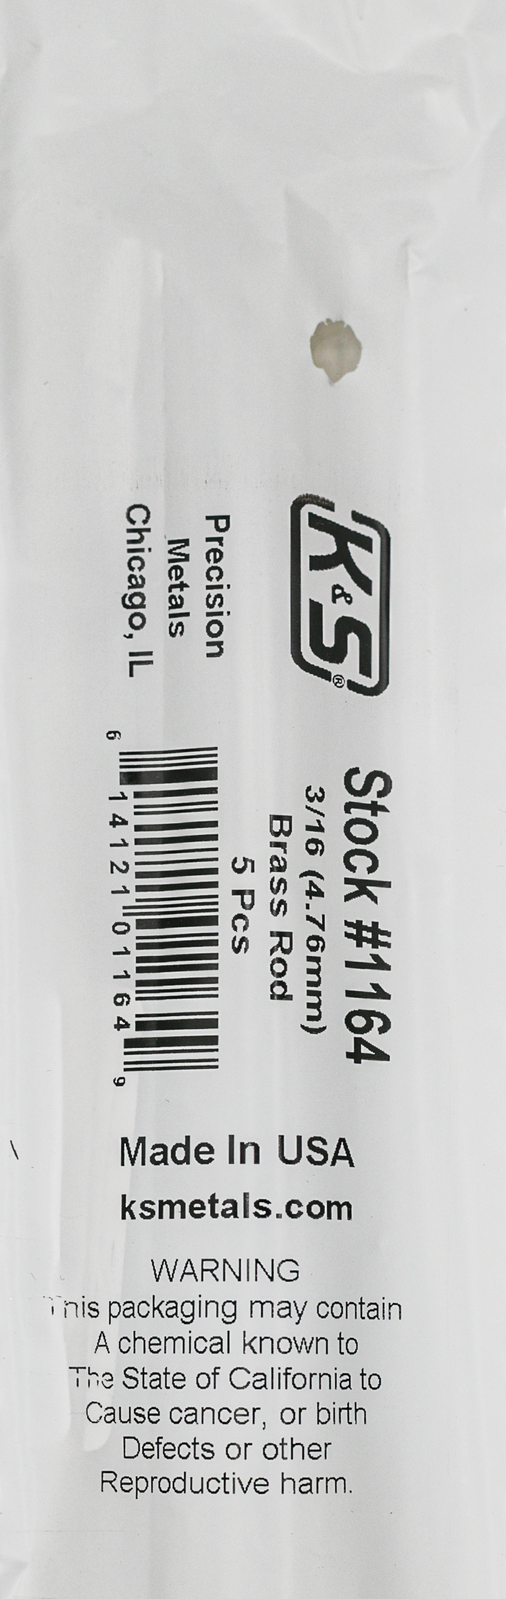 K&S®
Precision
Metals
Chicago, IL
Stock #1164
3/16 (4.76mm)
Brass Rod
5 Pcs
6 14121 01164 9
Made In USA
ksmetals.com
WARNING
This packaging may contain
A chemical known to
The State of California to
Cause cancer, or birth
Defects or other
Reproductive harm.